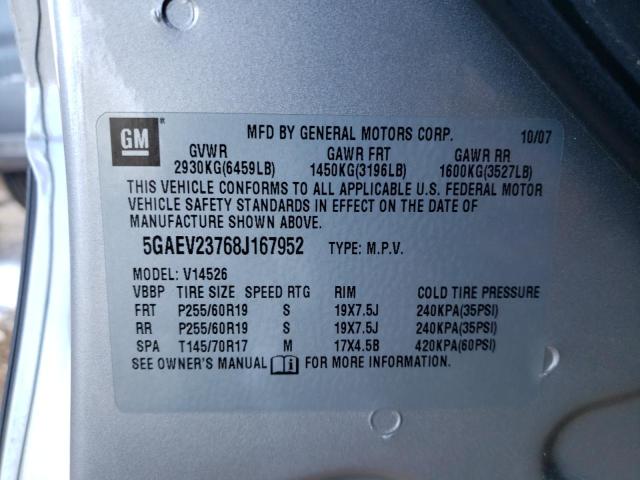 GM ® MFD BY GENERAL MOTORS CORP. 10/07
GVWR GAWR FRT GAWR RR
2930KG(6459LB) 1450KG(3196LB) 1600KG(3527LB)
THIS VEHICLE CONFORMS TO ALL APPLICABLE U.S. FEDERAL MOTOR
VEHICLE SAFETY STANDARDS IN EFFECT ON THE DATE OF
MANUFACTURE SHOWN ABOVE.
5GAEV23768J167952 TYPE: M.P.V.
MODEL: V14526
VBBP TIRE SIZE SPEED RTG RIM COLD TIRE PRESSURE
FRT P255/60R19 S 19X7.5J 240KPA(35PSI)
RR P255/60R19 S 19X7.5J 240KPA(35PSI)
SPA T145/70R17 M 17X4.5B 420KPA(60PSI)
SEE OWNER'S MANUAL FOR MORE INFORMATION.